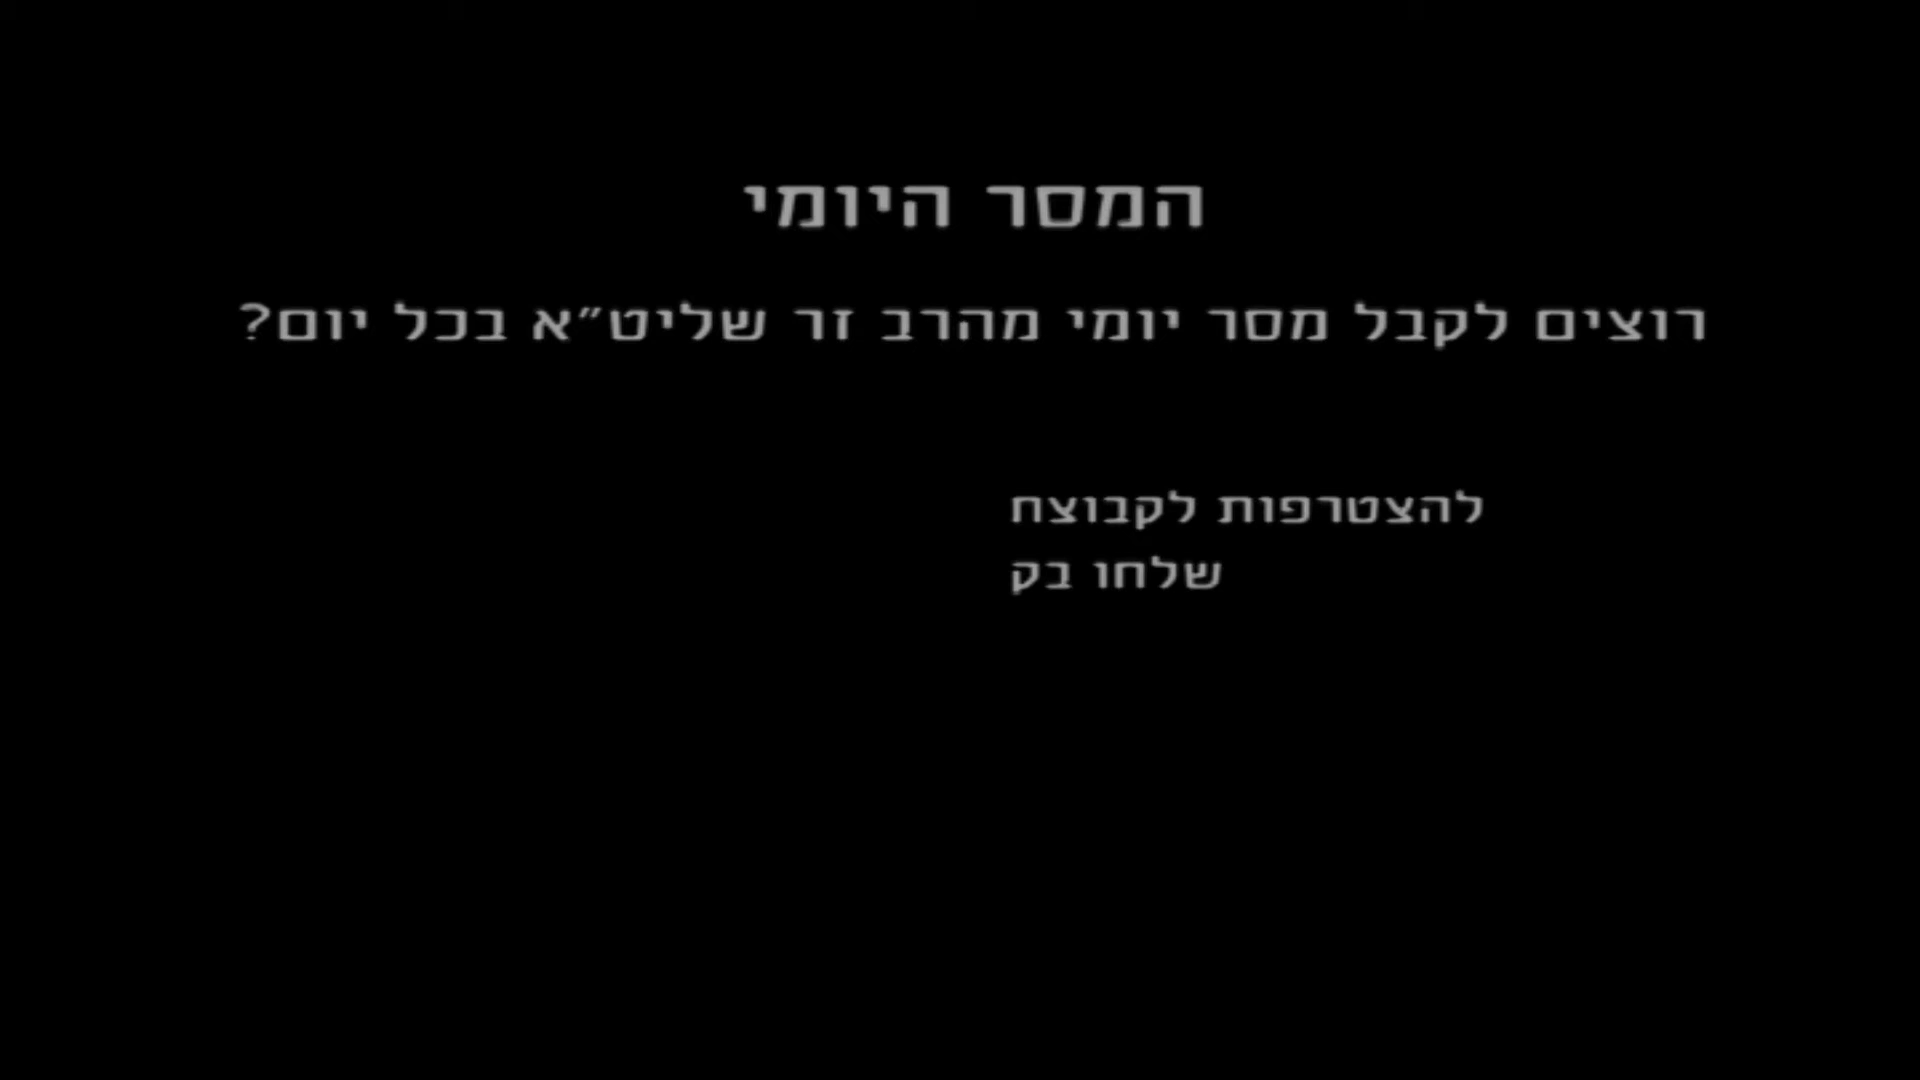 המסר היומי
רוצים לקבל מסר יומי מהרב זר שליט״א בכל יום?
להצטרפות לקבוצח
שלחו בק